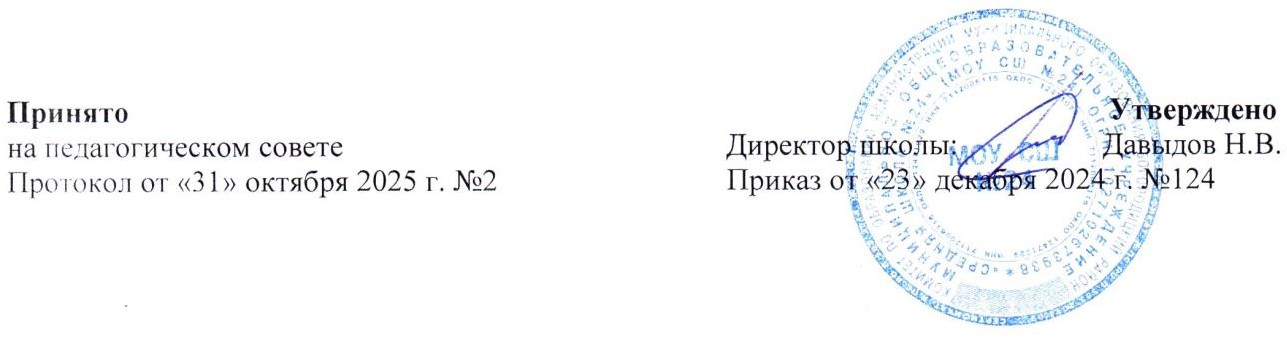 Принято
на педагогическом совете
Протокол от «31» октября 2025 г. №2
Утверждено
Директор школы: Давыдов Н.В.
Приказ от «23» декабря 2024 г. №124
МОУ СШ